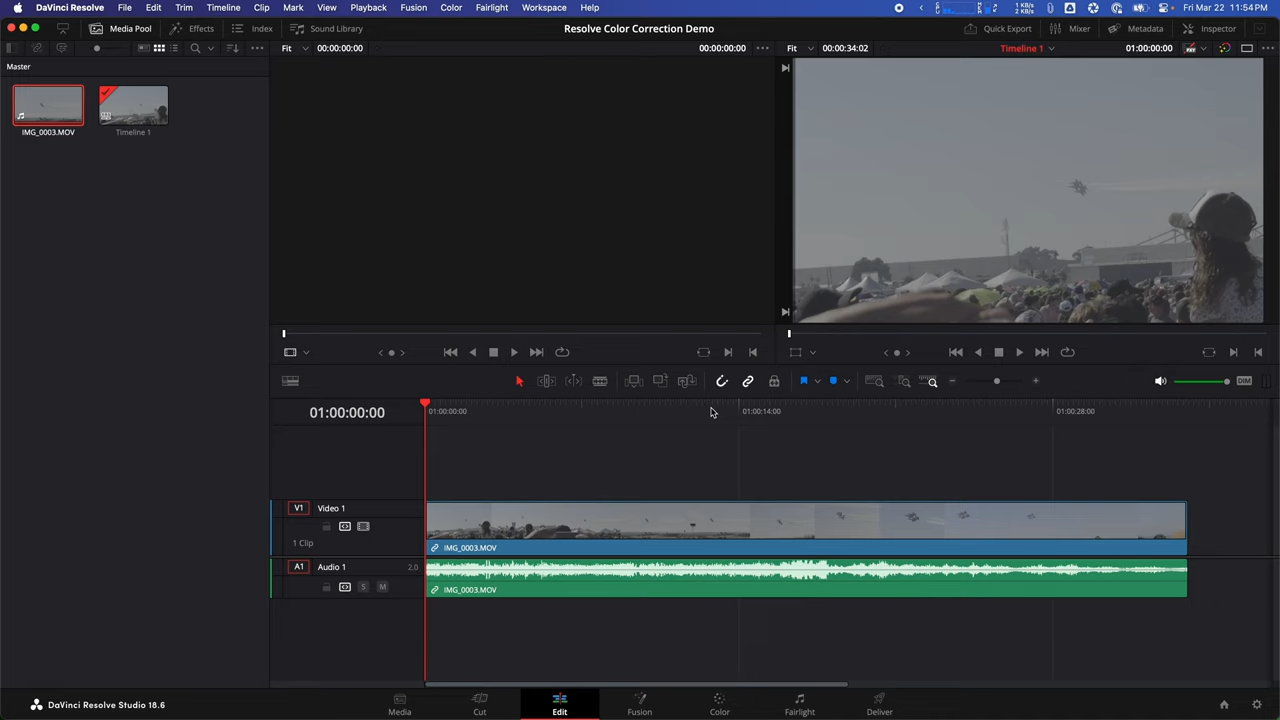 DaVinci Resolve File Edit Trim Timeline Clip Mark View Playback Fusion Color Fairlight Workspace Help Fri Mar 22 11:54 PM
Media Pool Effects Index Sound Library Resolve Color Correction Demo Quick Export Mixer Metadata Inspector
Fit 00:00:00:00 00:00:00:00 Fit 00:00:34:02 Timeline 1 01:00:00:00
Master
IMG_0003.MOV Timeline 1
DIM
01:00:00:00 01:00:00:00 01:00:14:00 01:00:28:00
V1 Video 1
1 Clip
IMG_0003.MOV
A1 Audio 1 2.0
S M
IMG_0003.MOV
DaVinci Resolve Studio 18.6 Media Cut Edit Fusion Color Fairlight Deliver